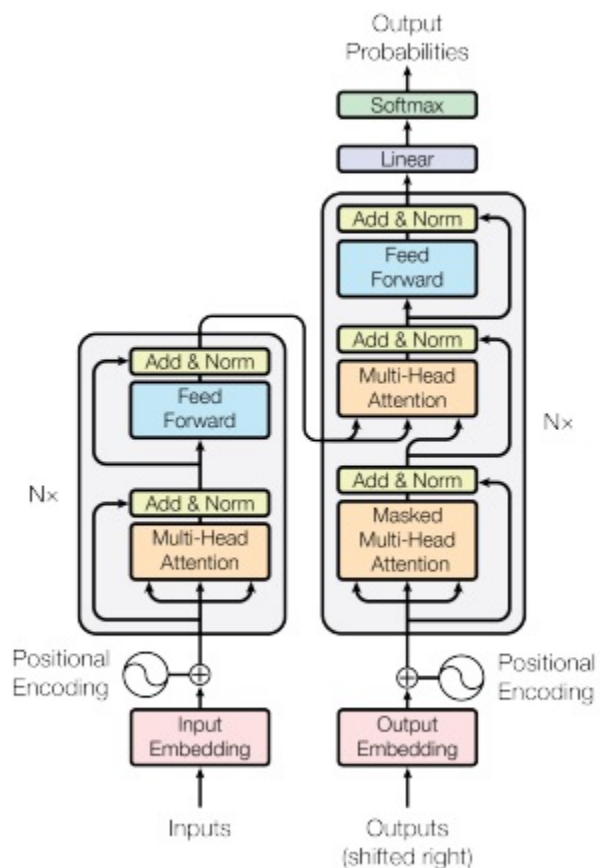 Output
Probabilities
Softmax
Linear
Add & Norm
Feed
Forward
Add & Norm
Multi-Head
Attention
Add & Norm
Masked
Multi-Head
Attention
Nx
Add & Norm
Feed
Forward
Add & Norm
Multi-Head
Attention
Nx
Positional
Encoding
Positional
Encoding
Input
Embedding
Output
Embedding
Inputs
Outputs
(shifted right)